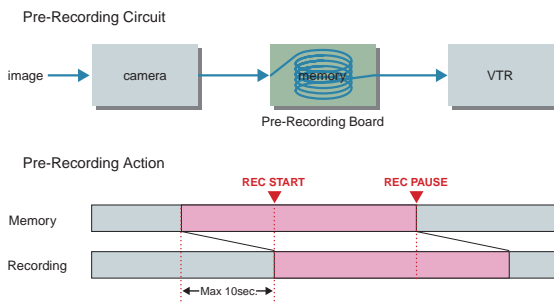 Pre-Recording Circuit
image
camera
memory
VTR
Pre-Recording Board
Pre-Recording Action
REC START
REC PAUSE
Memory
Recording
Max 10sec.